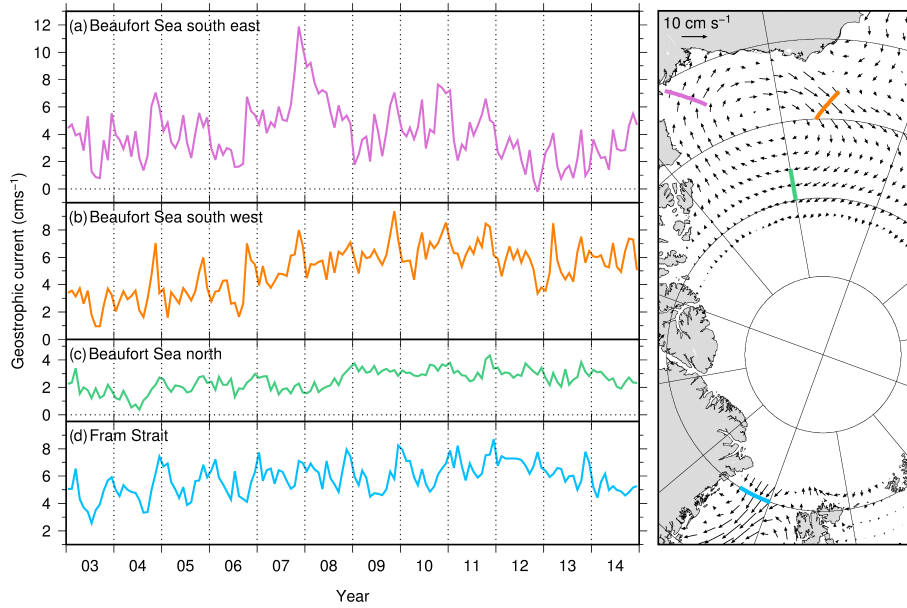 (a) Beaufort Sea south east
12
10
8
6
4
2
0
(b) Beaufort Sea south west
8
6
4
2
0
(c) Beaufort Sea north
4
2
0
(d) Fram Strait
8
6
4
2
Geostrophic current (cms⁻¹)
03 04 05 06 07 08 09 10 11 12 13 14
Year
10 cm s⁻¹